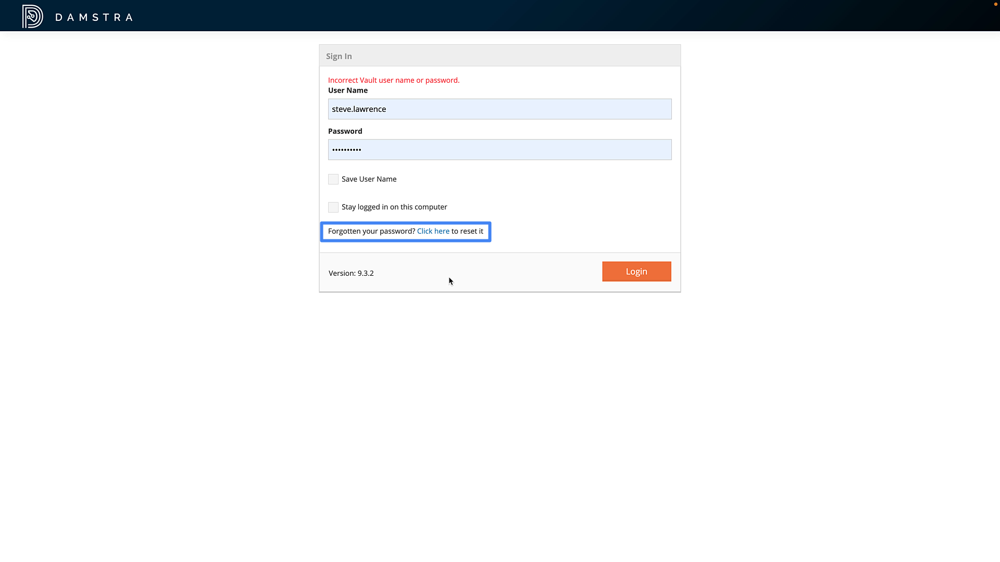 DAMSTRA
Sign In
Incorrect Vault user name or password.
User Name
steve.lawrence
Password
••••••••••
Save User Name
Stay logged in on this computer
Forgotten your password? Click here to reset it
Version: 9.3.2
Login